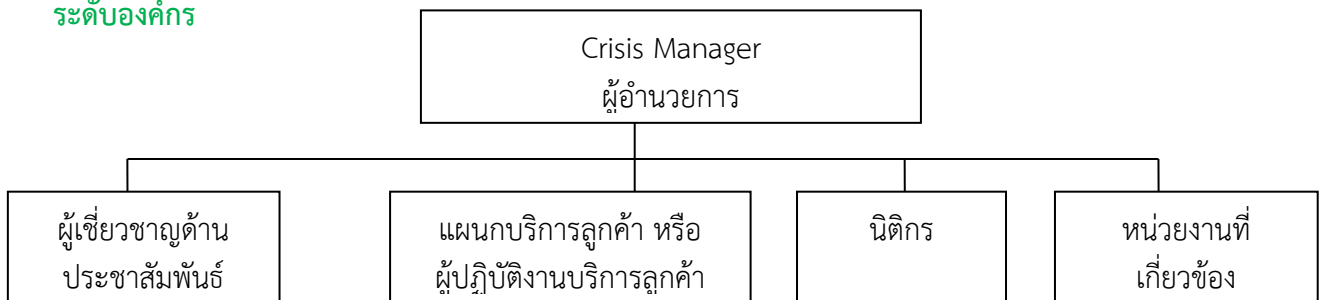 ระดับองค์กร
Crisis Manager
ผู้อำนวยการ
ผู้เชี่ยวชาญด้าน
ประชาสัมพันธ์
แผนกบริการลูกค้า หรือ
ผู้ปฏิบัติงานบริการลูกค้า
นิติกร
หน่วยงานที่
เกี่ยวข้อง